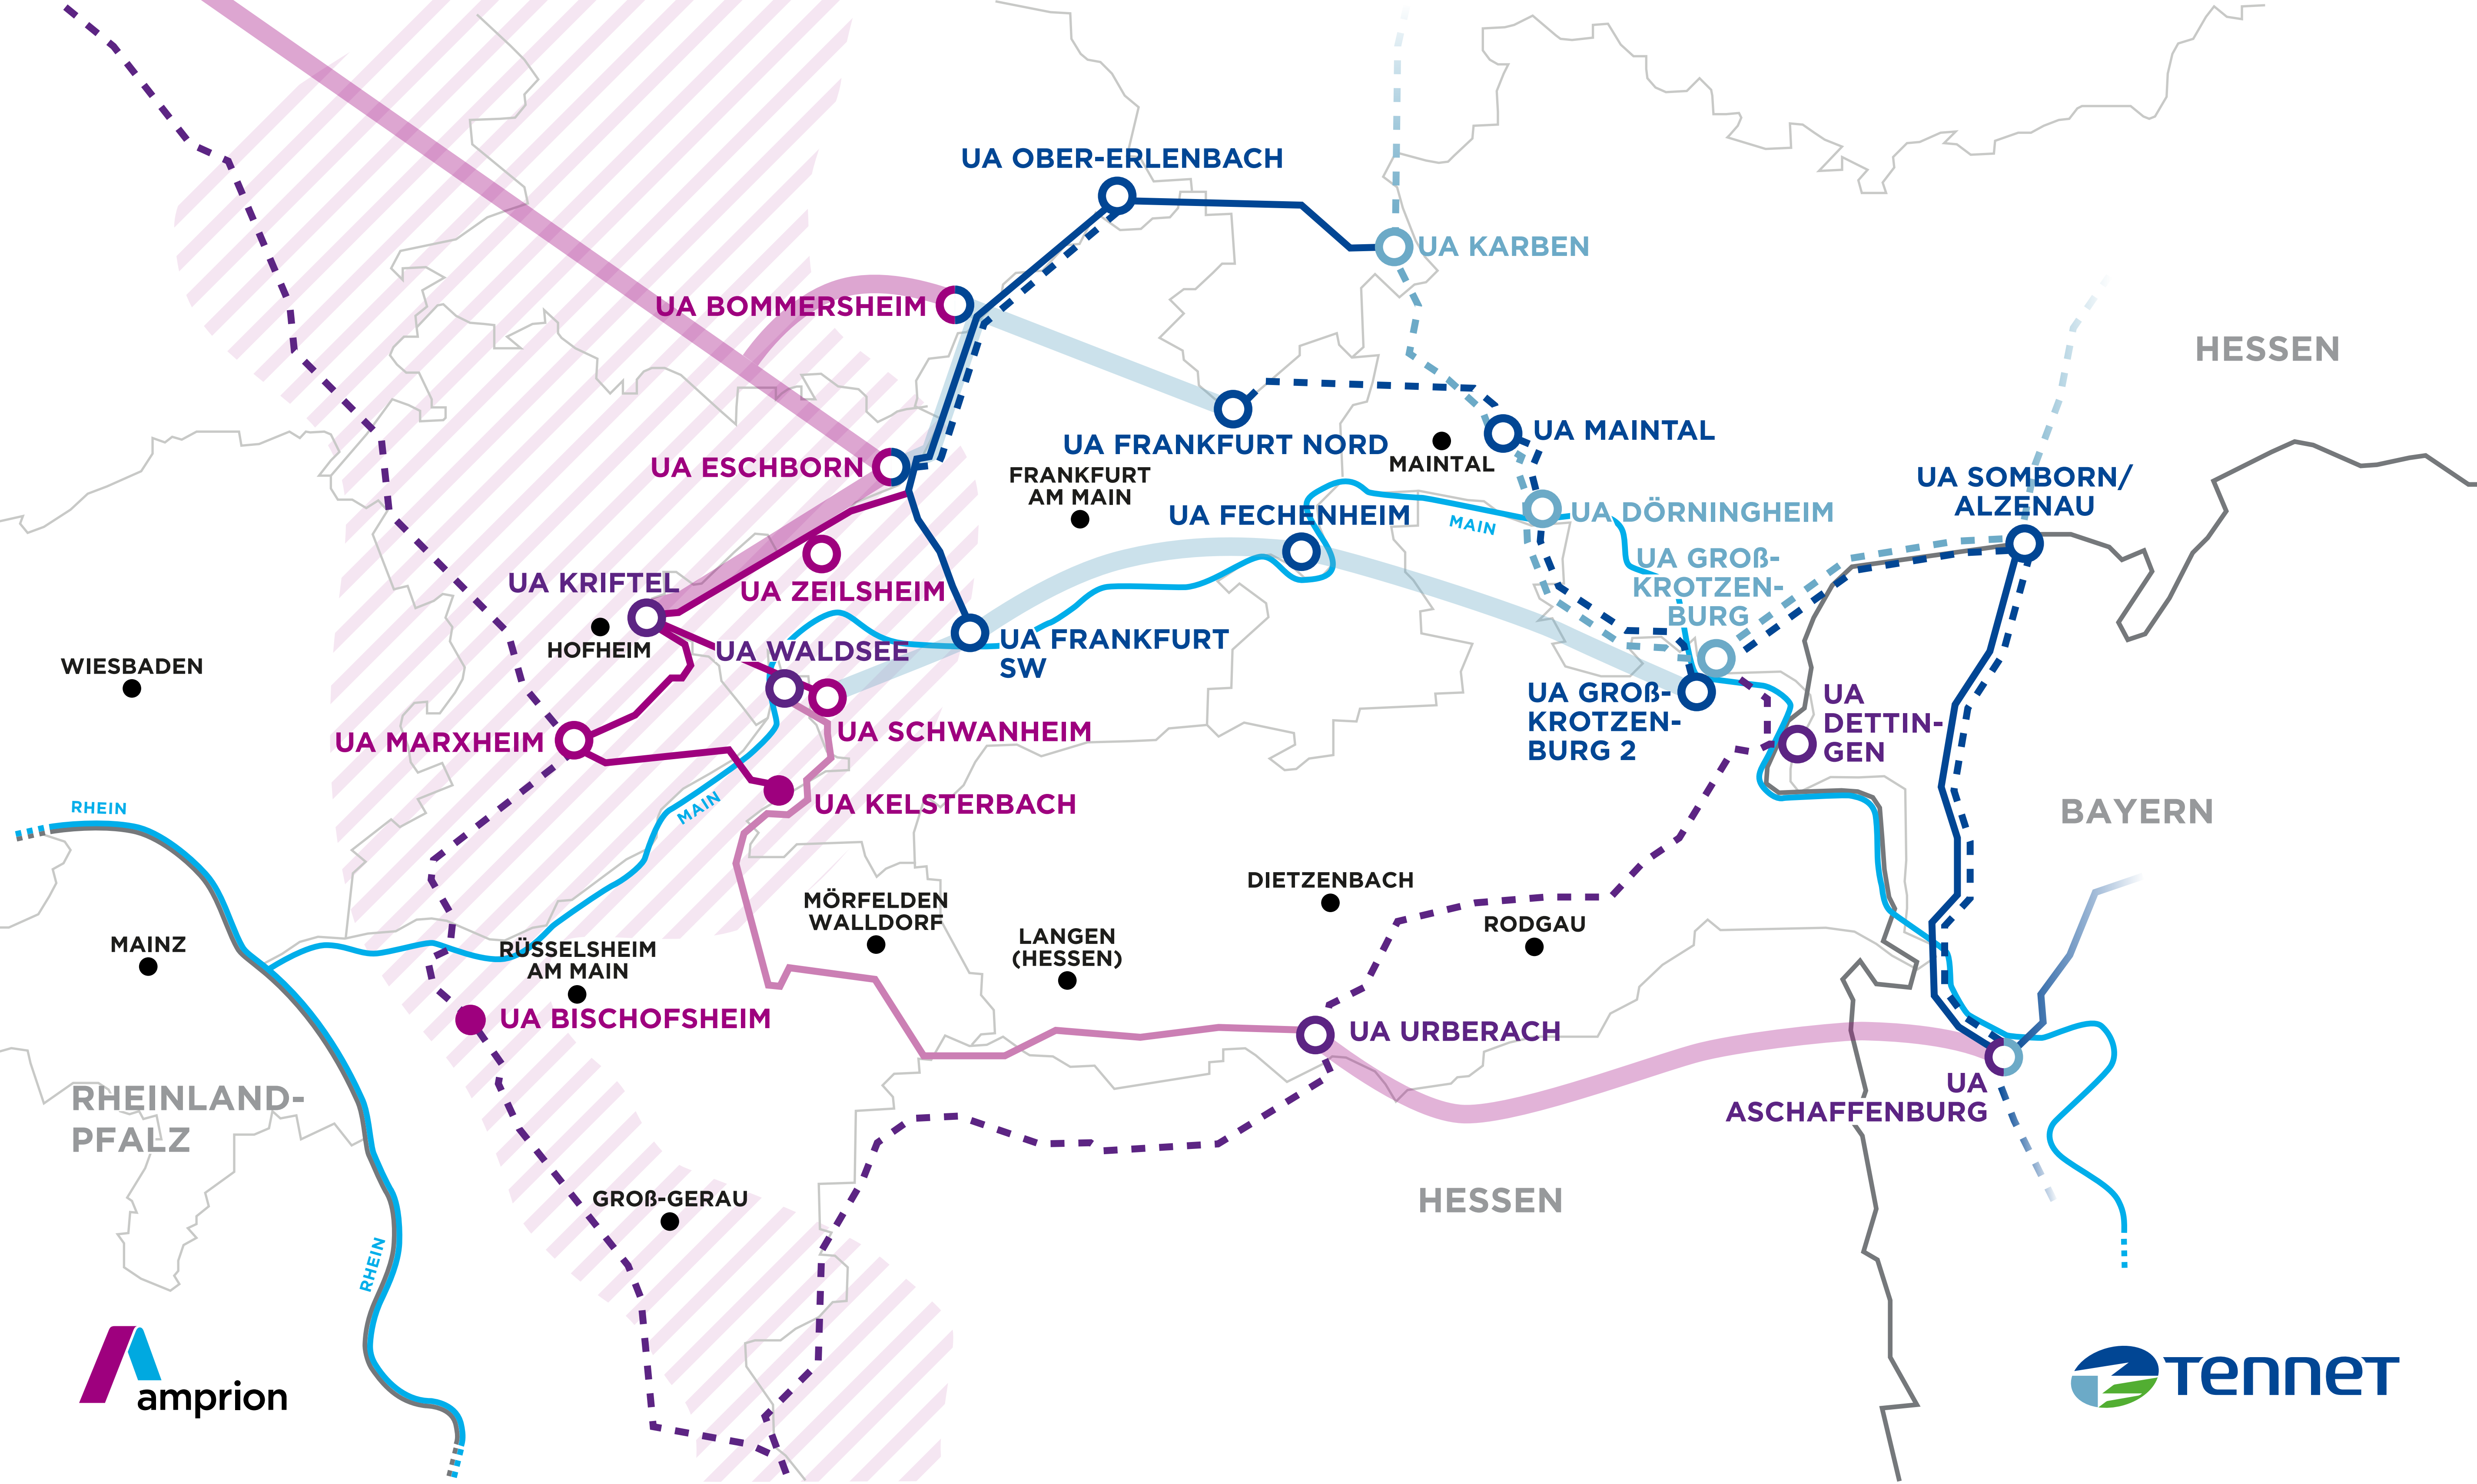 UA OBER-ERLENBACH
UA KARBEN
UA BOMMERSHEIM
HESSEN
UA FRANKFURT NORD
UA MAINTAL
MAINTAL
UA ESCHBORN
FRANKFURT
AM MAIN
UA SOMBORN/
ALZENAU
UA FECHENHEIM
MAIN
UA DÖRNINGHEIM
UA GROß-
KROTZEN-
BURG
UA KRIFTEL
UA ZEILSHEIM
HOFHEIM
UA WALDSEE
UA FRANKFURT
SW
WIESBADEN
UA GROß-
KROTZEN-
BURG 2
UA
DETTIN-
GEN
UA MARXHEIM
UA SCHWANHEIM
RHEIN
MAIN
UA KELSTERBACH
BAYERN
DIETZENBACH
MÖRFELDEN
WALLDORF
RODGAU
MAINZ
RÜSSELSHEIM
AM MAIN
LANGEN
(HESSEN)
UA BISCHOFSHEIM
UA URBERACH
RHEINLAND-
PFALZ
UA
ASCHAFFENBURG
GROß-GERAU
HESSEN
RHEIN
amprion
TENNET